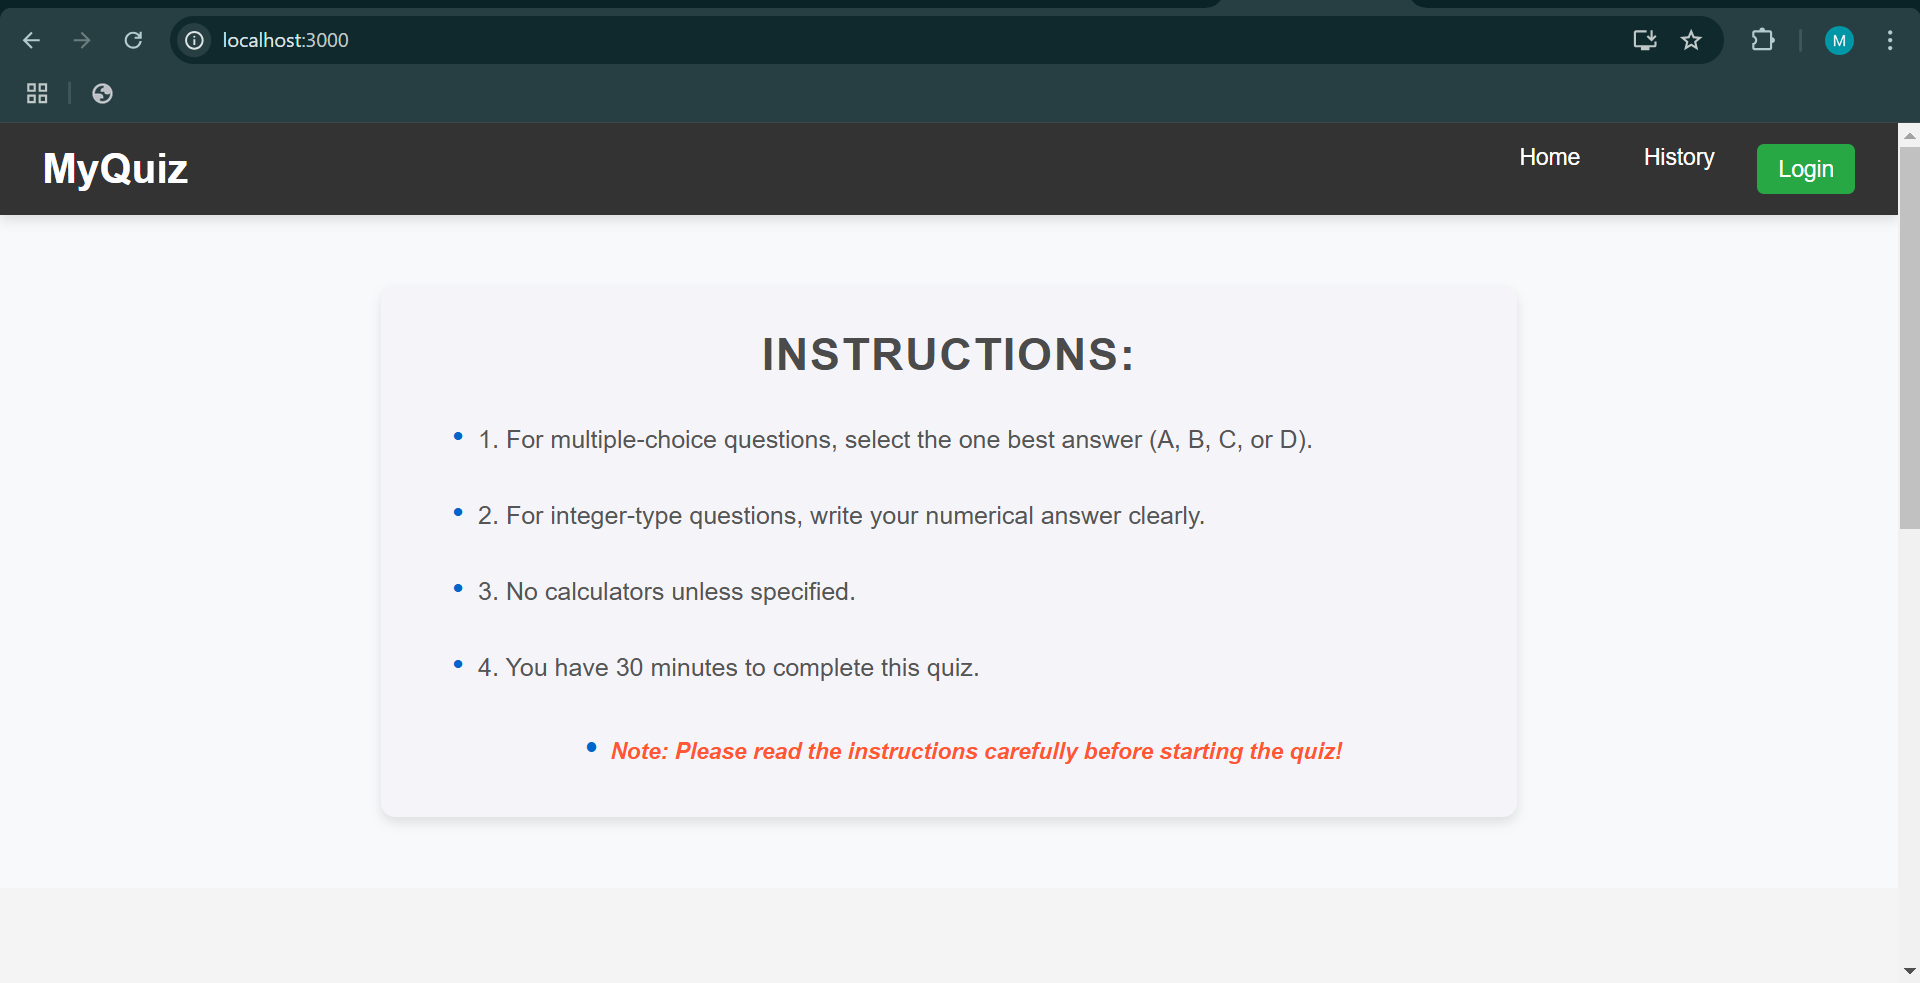 localhost:3000
M
MyQuiz
Home
History
Login
INSTRUCTIONS:
• 1. For multiple-choice questions, select the one best answer (A, B, C, or D).
• 2. For integer-type questions, write your numerical answer clearly.
• 3. No calculators unless specified.
• 4. You have 30 minutes to complete this quiz.
• Note: Please read the instructions carefully before starting the quiz!